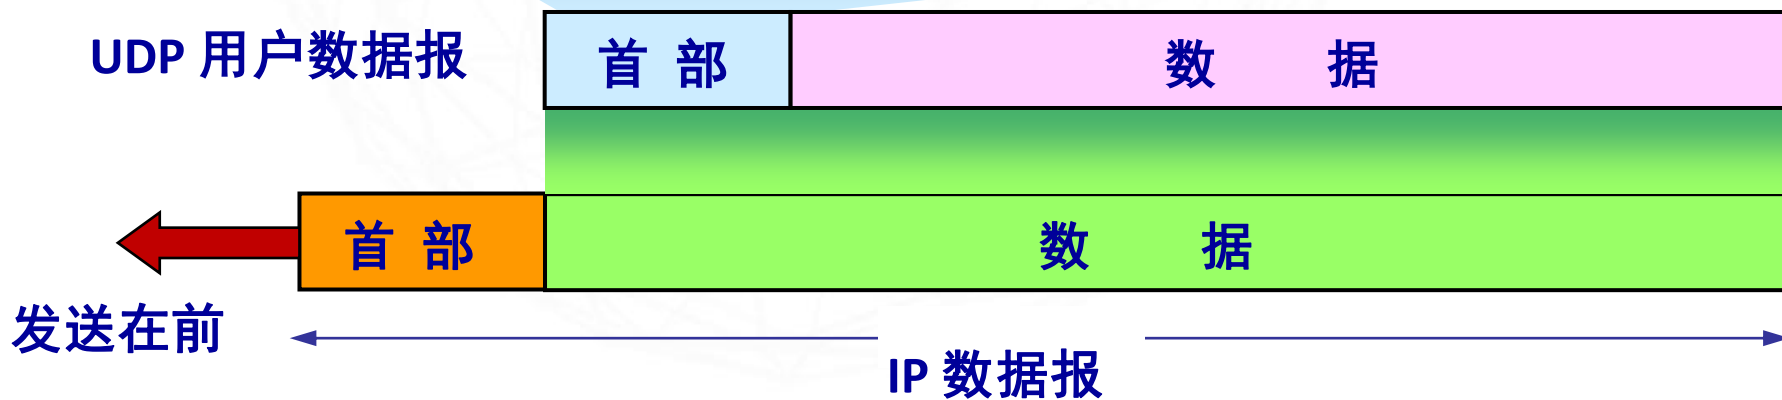 UDP 用户数据报
首 部
数 据
首 部
数 据
发送在前
IP 数据报